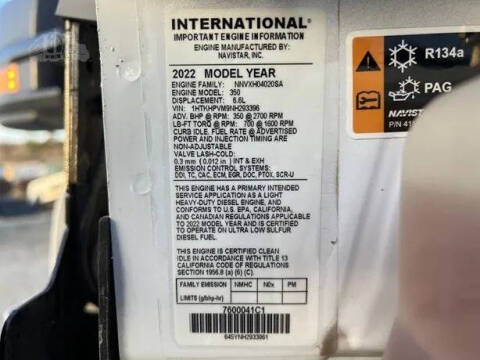 INTERNATIONAL®
IMPORTANT ENGINE INFORMATION
ENGINE MANUFACTURED BY:
NAVISTAR, INC.
2022 MODEL YEAR
ENGINE FAMILY: NNVXH04020SA
ENGINE MODEL: 350
DISPLACEMENT: 6.6L
VIN: 1HTKHPVM9NH293396
ADV. BHP @ RPM: 350 @ 2700 RPM
LB-FT TORQ @ RPM: 700 @ 1600 RPM
CURB IDLE, FUEL RATE @ ADVERTISED
POWER AND INJECTION TIMING ARE
NON-ADJUSTABLE
VALVE LASH-COLD:
0.3 mm ( 0.012 in ) INT & EXH
EMISSION CONTROL SYSTEMS:
DDI, TC, CAC, ECM, EGR, DOC, PTOX, SCR-U
THIS ENGINE HAS A PRIMARY INTENDED
SERVICE APPLICATION AS A LIGHT
HEAVY-DUTY DIESEL ENGINE, AND
CONFORMS TO U.S. EPA, CALIFORNIA,
AND CANADIAN REGULATIONS APPLICABLE
TO 2022 MODEL YEAR AND IS CERTIFIED
TO OPERATE ON ULTRA LOW SULFUR
DIESEL FUEL.
THIS ENGINE IS CERTIFIED CLEAN
IDLE IN ACCORDANCE WITH TITLE 13
CALIFORNIA CODE OF REGULATIONS
SECTION 1956.8 (a) (6) (C)
FAMILY EMISSION NMHC N0x PM
LIMITS (g/bhp-hr)
7600041C1
645YNH2933961
R134a
PAG
NAVIST
P/N